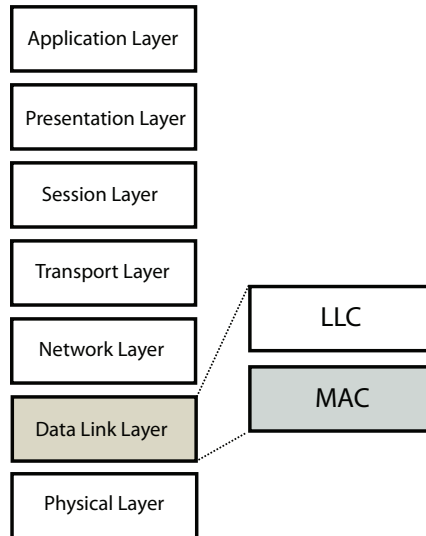 Application Layer
Presentation Layer
Session Layer
Transport Layer
Network Layer
Data Link Layer
Physical Layer
LLC
MAC